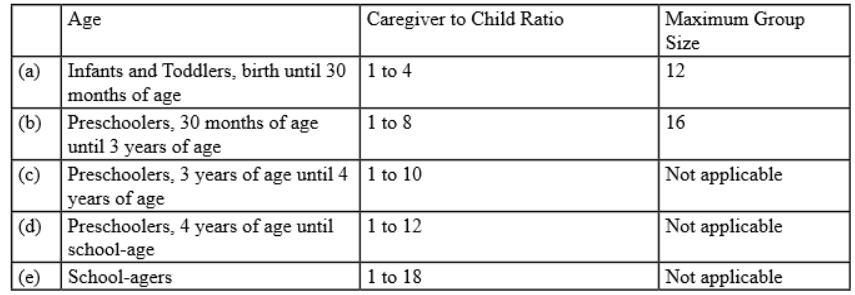 Age Caregiver to Child Ratio Maximum Group
Size
(a) Infants and Toddlers, birth until 30 1 to 4 12
months of age
(b) Preschoolers, 30 months of age 1 to 8 16
until 3 years of age
(c) Preschoolers, 3 years of age until 4 1 to 10 Not applicable
years of age
(d) Preschoolers, 4 years of age until 1 to 12 Not applicable
school-age
(e) School-agers 1 to 18 Not applicable